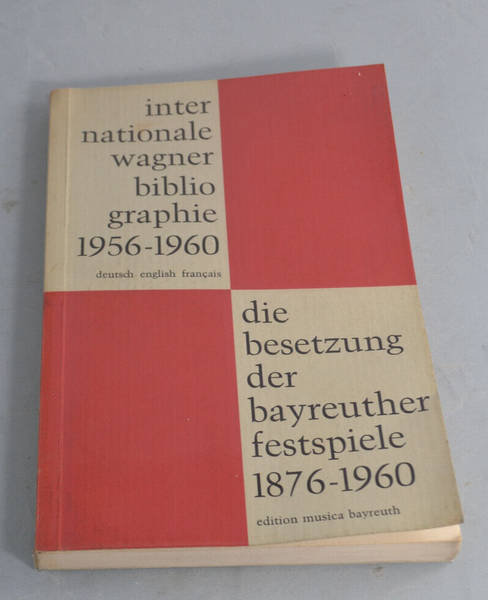 inter
nationale
wagner
biblio
graphie
1956-1960
deutsch english français
die
besetzung
der
bayreuther
festspiele
1876-1960
edition musica bayreuth